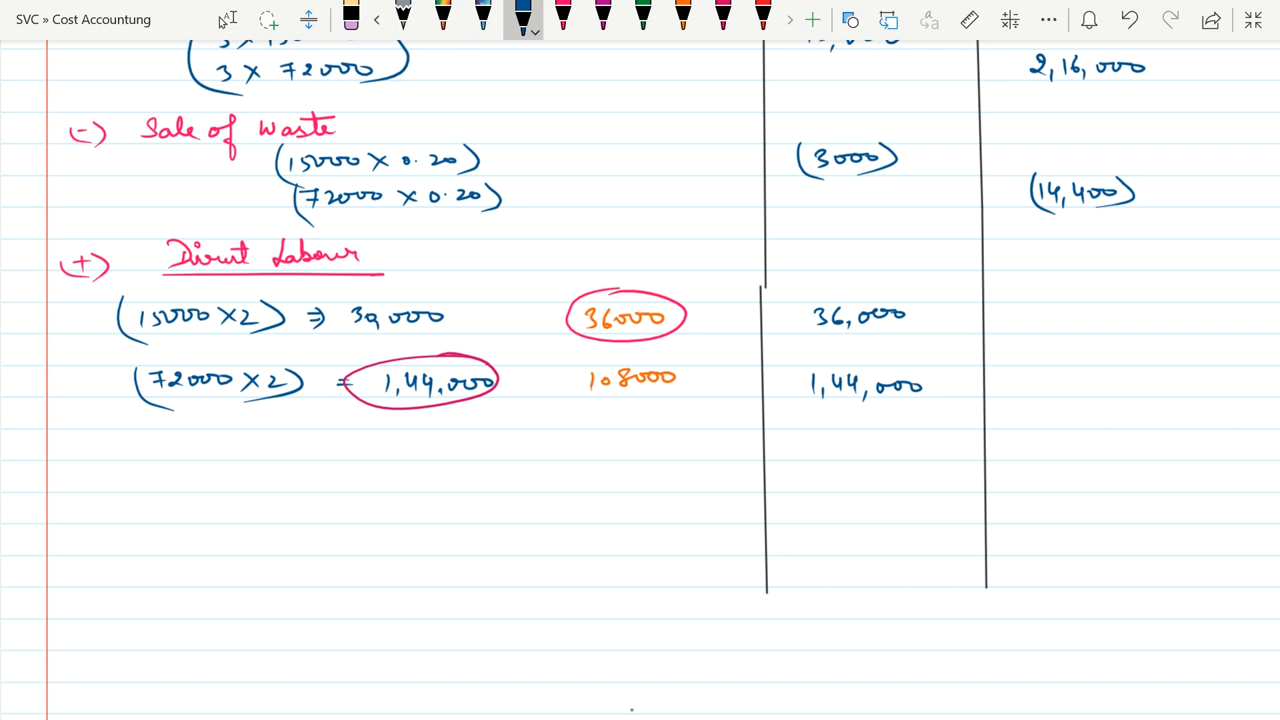 SVC » Cost Accountung
3 × 72000 2,16,000
(-) Sale of Waste
(15000 × 0.20) (3000)
(72000 × 0.20) (14,400)
(+) Direct Labour
(15000 × 2) ⇒ 30,000 36000 36,000
(72000 × 2) = 1,44,000 108000 1,44,000